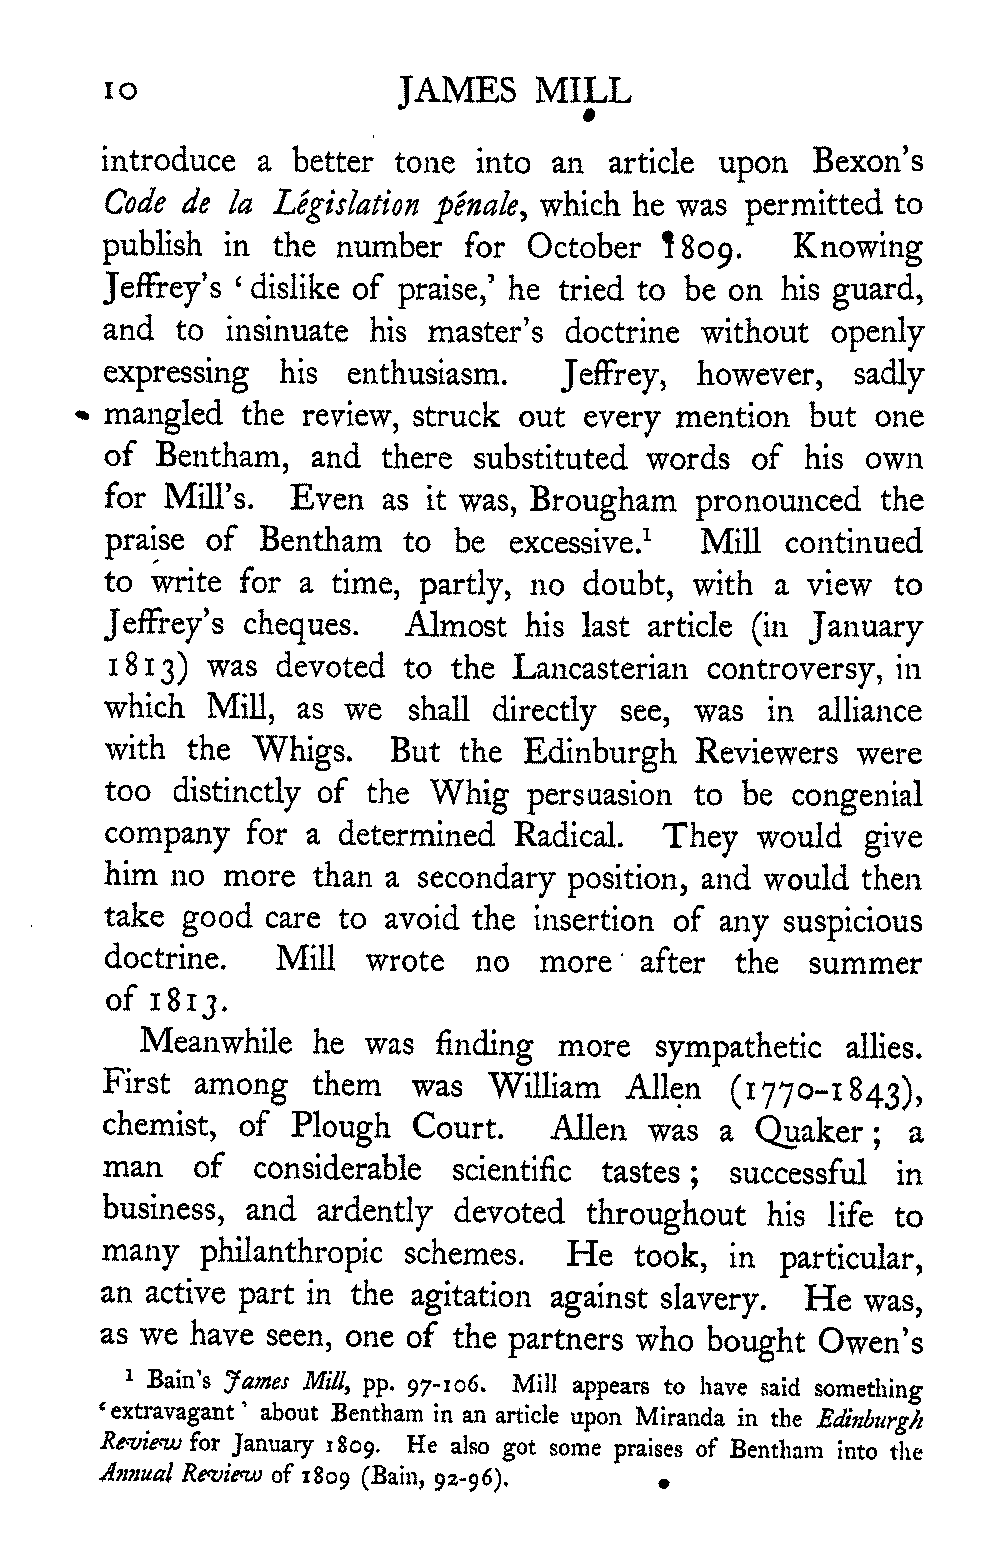 10 JAMES MILL
introduce a better tone into an article upon Bexon's
Code de la Législation pénale, which he was permitted to
publish in the number for October 1809. Knowing
Jeffrey's ‘dislike of praise,’ he tried to be on his guard,
and to insinuate his master's doctrine without openly
expressing his enthusiasm. Jeffrey, however, sadly
mangled the review, struck out every mention but one
of Bentham, and there substituted words of his own
for Mill's. Even as it was, Brougham pronounced the
praise of Bentham to be excessive.¹ Mill continued
to write for a time, partly, no doubt, with a view to
Jeffrey's cheques. Almost his last article (in January
1813) was devoted to the Lancasterian controversy, in
which Mill, as we shall directly see, was in alliance
with the Whigs. But the Edinburgh Reviewers were
too distinctly of the Whig persuasion to be congenial
company for a determined Radical. They would give
him no more than a secondary position, and would then
take good care to avoid the insertion of any suspicious
doctrine. Mill wrote no more after the summer
of 1813.
Meanwhile he was finding more sympathetic allies.
First among them was William Allen (1770-1843),
chemist, of Plough Court. Allen was a Quaker; a
man of considerable scientific tastes; successful in
business, and ardently devoted throughout his life to
many philanthropic schemes. He took, in particular,
an active part in the agitation against slavery. He was,
as we have seen, one of the partners who bought Owen's
¹ Bain's James Mill, pp. 97-106. Mill appears to have said something
‘extravagant’ about Bentham in an article upon Miranda in the Edinburgh
Review for January 1809. He also got some praises of Bentham into the
Annual Review of 1809 (Bain, 92-96).